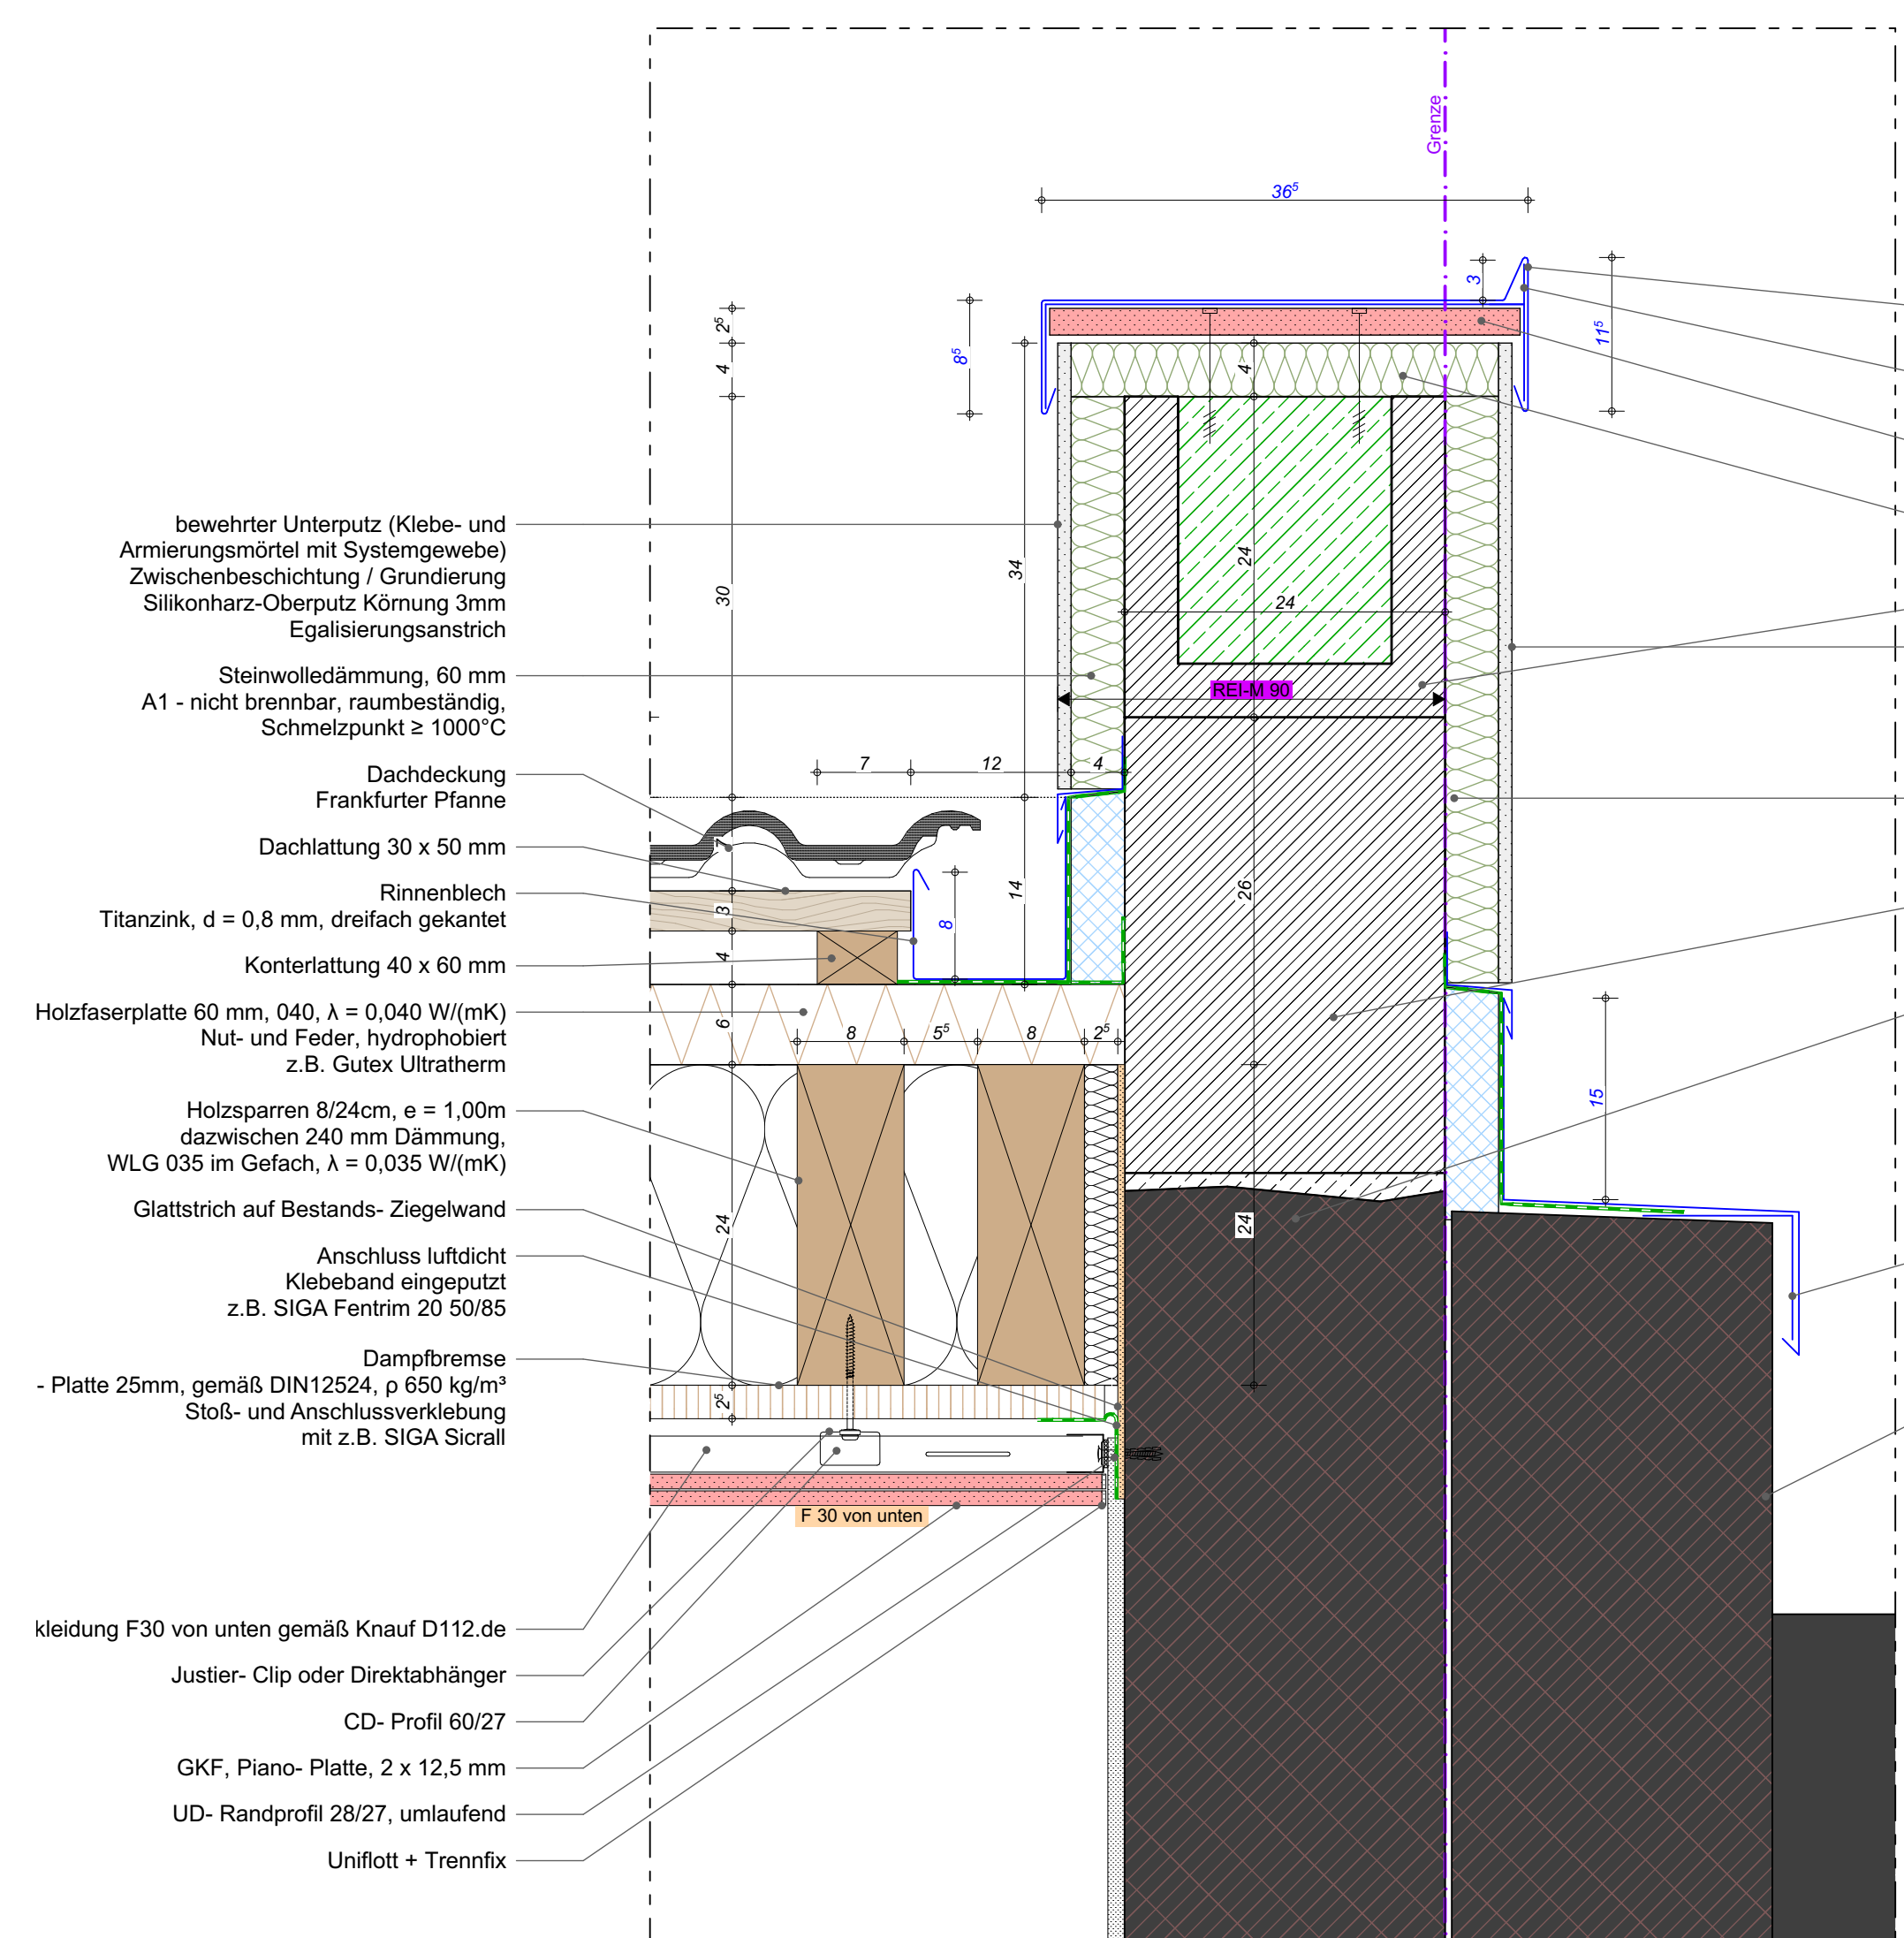 Grenze
36⁵
3
11⁵
8⁵
2⁵
4
4
30
34
24
24
REI-M 90
7
12
4
7
3
4
14
8
26
6
8
5⁵
8
2⁵
15
24
24
2⁵
F 30 von unten
bewehrter Unterputz (Klebe- und
Armierungsmörtel mit Systemgewebe)
Zwischenbeschichtung / Grundierung
Silikonharz-Oberputz Körnung 3mm
Egalisierungsanstrich
Steinwolledämmung, 60 mm
A1 - nicht brennbar, raumbeständig,
Schmelzpunkt ≥ 1000°C
Dachdeckung
Frankfurter Pfanne
Dachlattung 30 x 50 mm
Rinnenblech
Titanzink, d = 0,8 mm, dreifach gekantet
Konterlattung 40 x 60 mm
Holzfaserplatte 60 mm, 040, λ = 0,040 W/(mK)
Nut- und Feder, hydrophobiert
z.B. Gutex Ultratherm
Holzsparren 8/24cm, e = 1,00m
dazwischen 240 mm Dämmung,
WLG 035 im Gefach, λ = 0,035 W/(mK)
Glattstrich auf Bestands- Ziegelwand
Anschluss luftdicht
Klebeband eingeputzt
z.B. SIGA Fentrim 20 50/85
Dampfbremse
- Platte 25mm, gemäß DIN12524, ρ 650 kg/m³
Stoß- und Anschlussverklebung
mit z.B. SIGA Sicrall
kleidung F30 von unten gemäß Knauf D112.de
Justier- Clip oder Direktabhänger
CD- Profil 60/27
GKF, Piano- Platte, 2 x 12,5 mm
UD- Randprofil 28/27, umlaufend
Uniflott + Trennfix